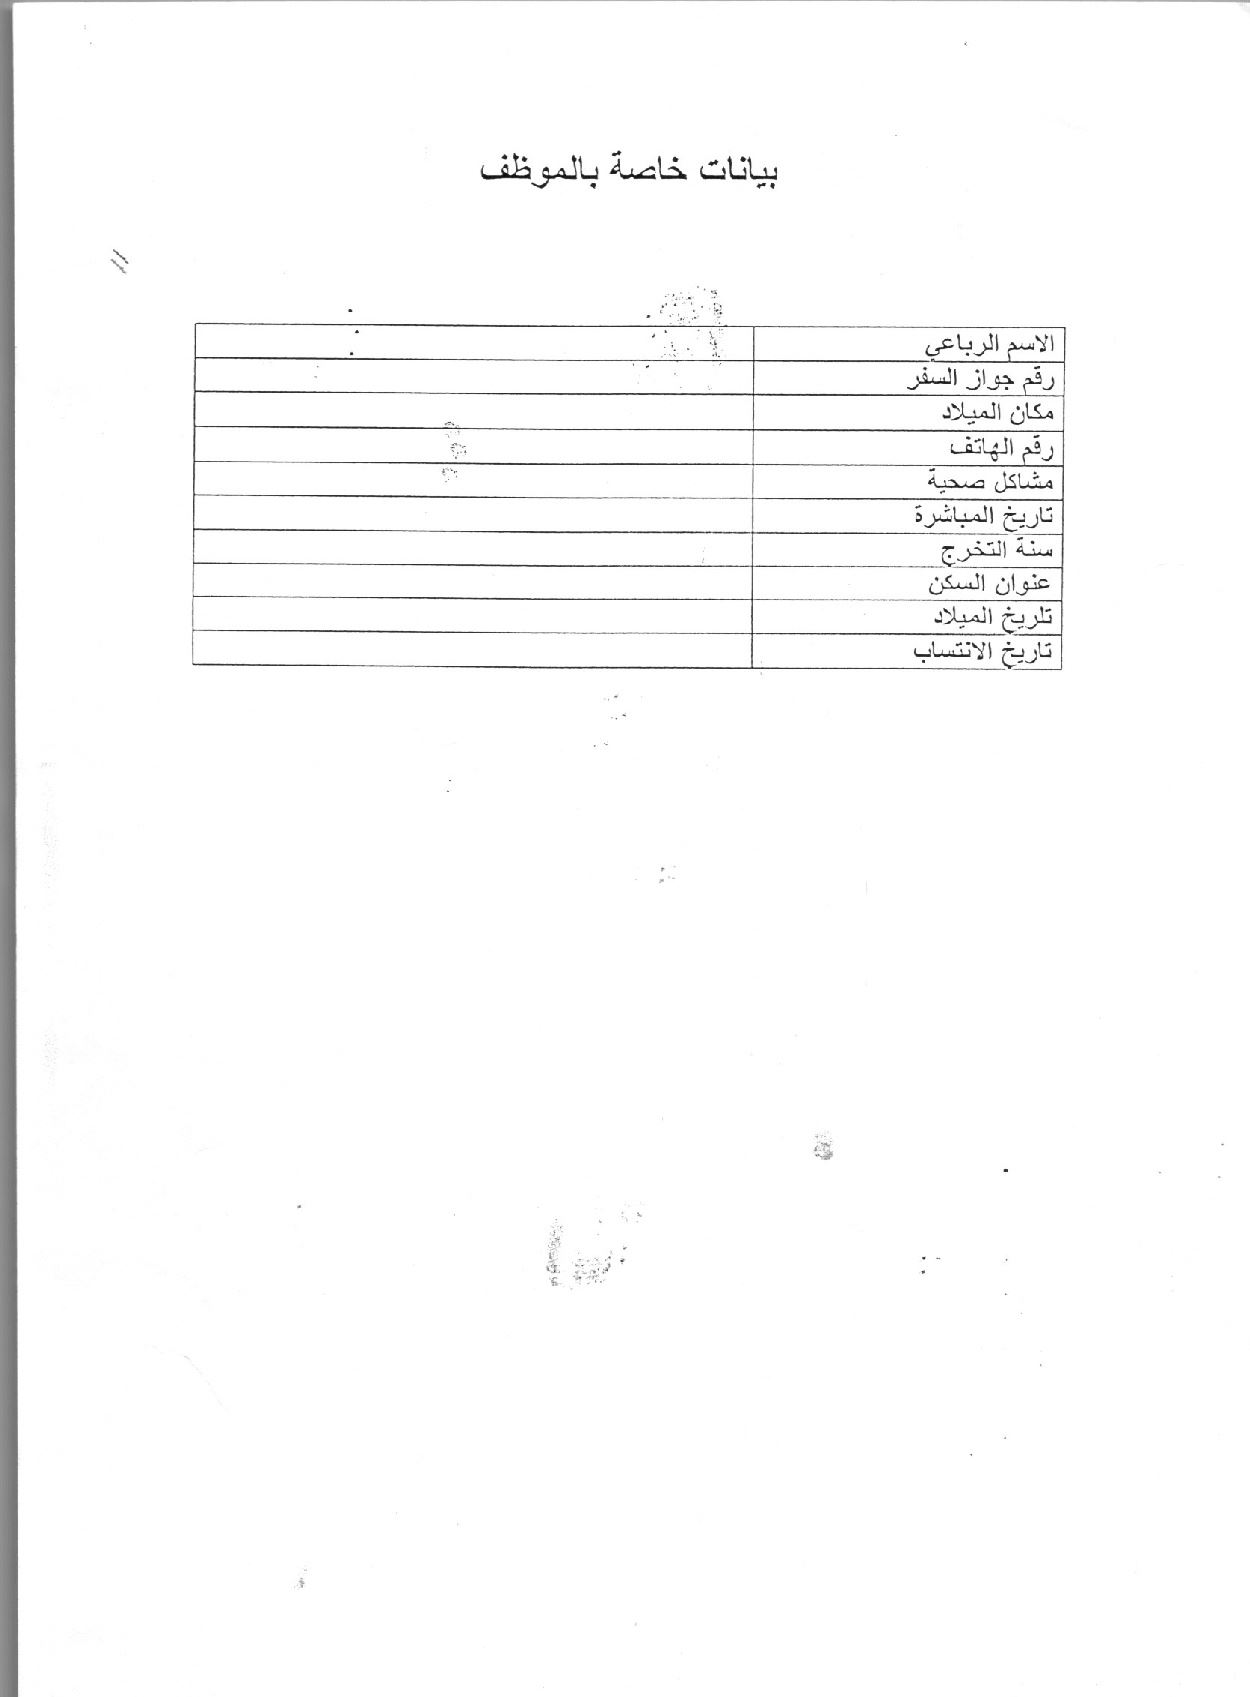 بيانات خاصة بالموظف
الاسم الرباعي
رقم جواز السفر
مكان الميلاد
رقم الهاتف
مشاكل صحية
تاريخ المباشرة
سنة التخرج
عنوان السكن
تلريخ الميلاد
تاريخ الانتساب